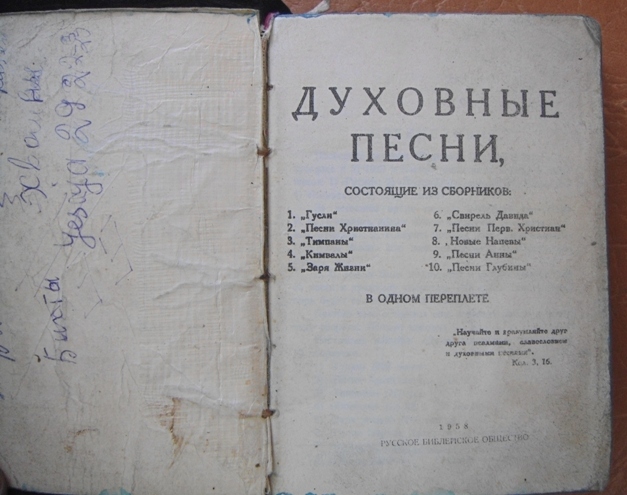 ДУХОВНЫЕ
ПЕСНИ,
СОСТОЯЩИЕ ИЗ СБОРНИКОВ:
1. „Гусли“
2. „Песни Христианина“
3. „Тимпаны“
4. „Кимвалы“
5. „Заря Жизни“
6. „Свирель Давида“
7. „Песни Перв. Христиан“
8. „Новые Напевы“
9. „Песни Анны“
10. „Песни Глубины“
В ОДНОМ ПЕРЕПЛЕТЕ
„Научайте и вразумляйте друг
друга псалмами, славословием
и духовными песнями“.
Кол. 3, 16.
1958
РУССКОЕ БИБЛЕЙСКОЕ ОБЩЕСТВО